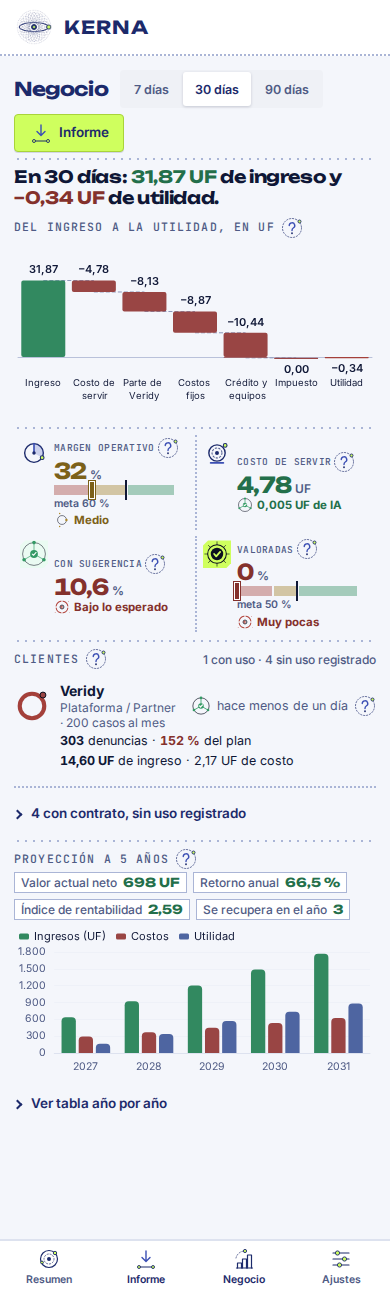 KERNA
Negocio 7 días 30 días 90 días
Informe
En 30 días: 31,87 UF de ingreso y
−0,34 UF de utilidad.
DEL INGRESO A LA UTILIDAD, EN UF ?
31,87 −4,78 −8,13 −8,87 −10,44 0,00 −0,34
Ingreso Costo de servir Parte de Veridy Costos fijos Crédito y equipos Impuesto Utilidad
MARGEN OPERATIVO ?
32 %
meta 60 %
Medio
COSTO DE SERVIR ?
4,78 UF
0,005 UF de IA
CON SUGERENCIA ?
10,6 %
Bajo lo esperado
VALORADAS ?
0 %
meta 50 %
Muy pocas
CLIENTES ? 1 con uso · 4 sin uso registrado
Veridy
Plataforma / Partner
· 200 casos al mes
hace menos de un día ?
303 denuncias · 152 % del plan
14,60 UF de ingreso · 2,17 UF de costo
4 con contrato, sin uso registrado
PROYECCIÓN A 5 AÑOS ?
Valor actual neto 698 UF Retorno anual 66,5 %
Índice de rentabilidad 2,59 Se recupera en el año 3
Ingresos (UF) Costos Utilidad
1.800
1.500
1.200
900
600
300
0
2027 2028 2029 2030 2031
Ver tabla año por año
Resumen Informe Negocio Ajustes